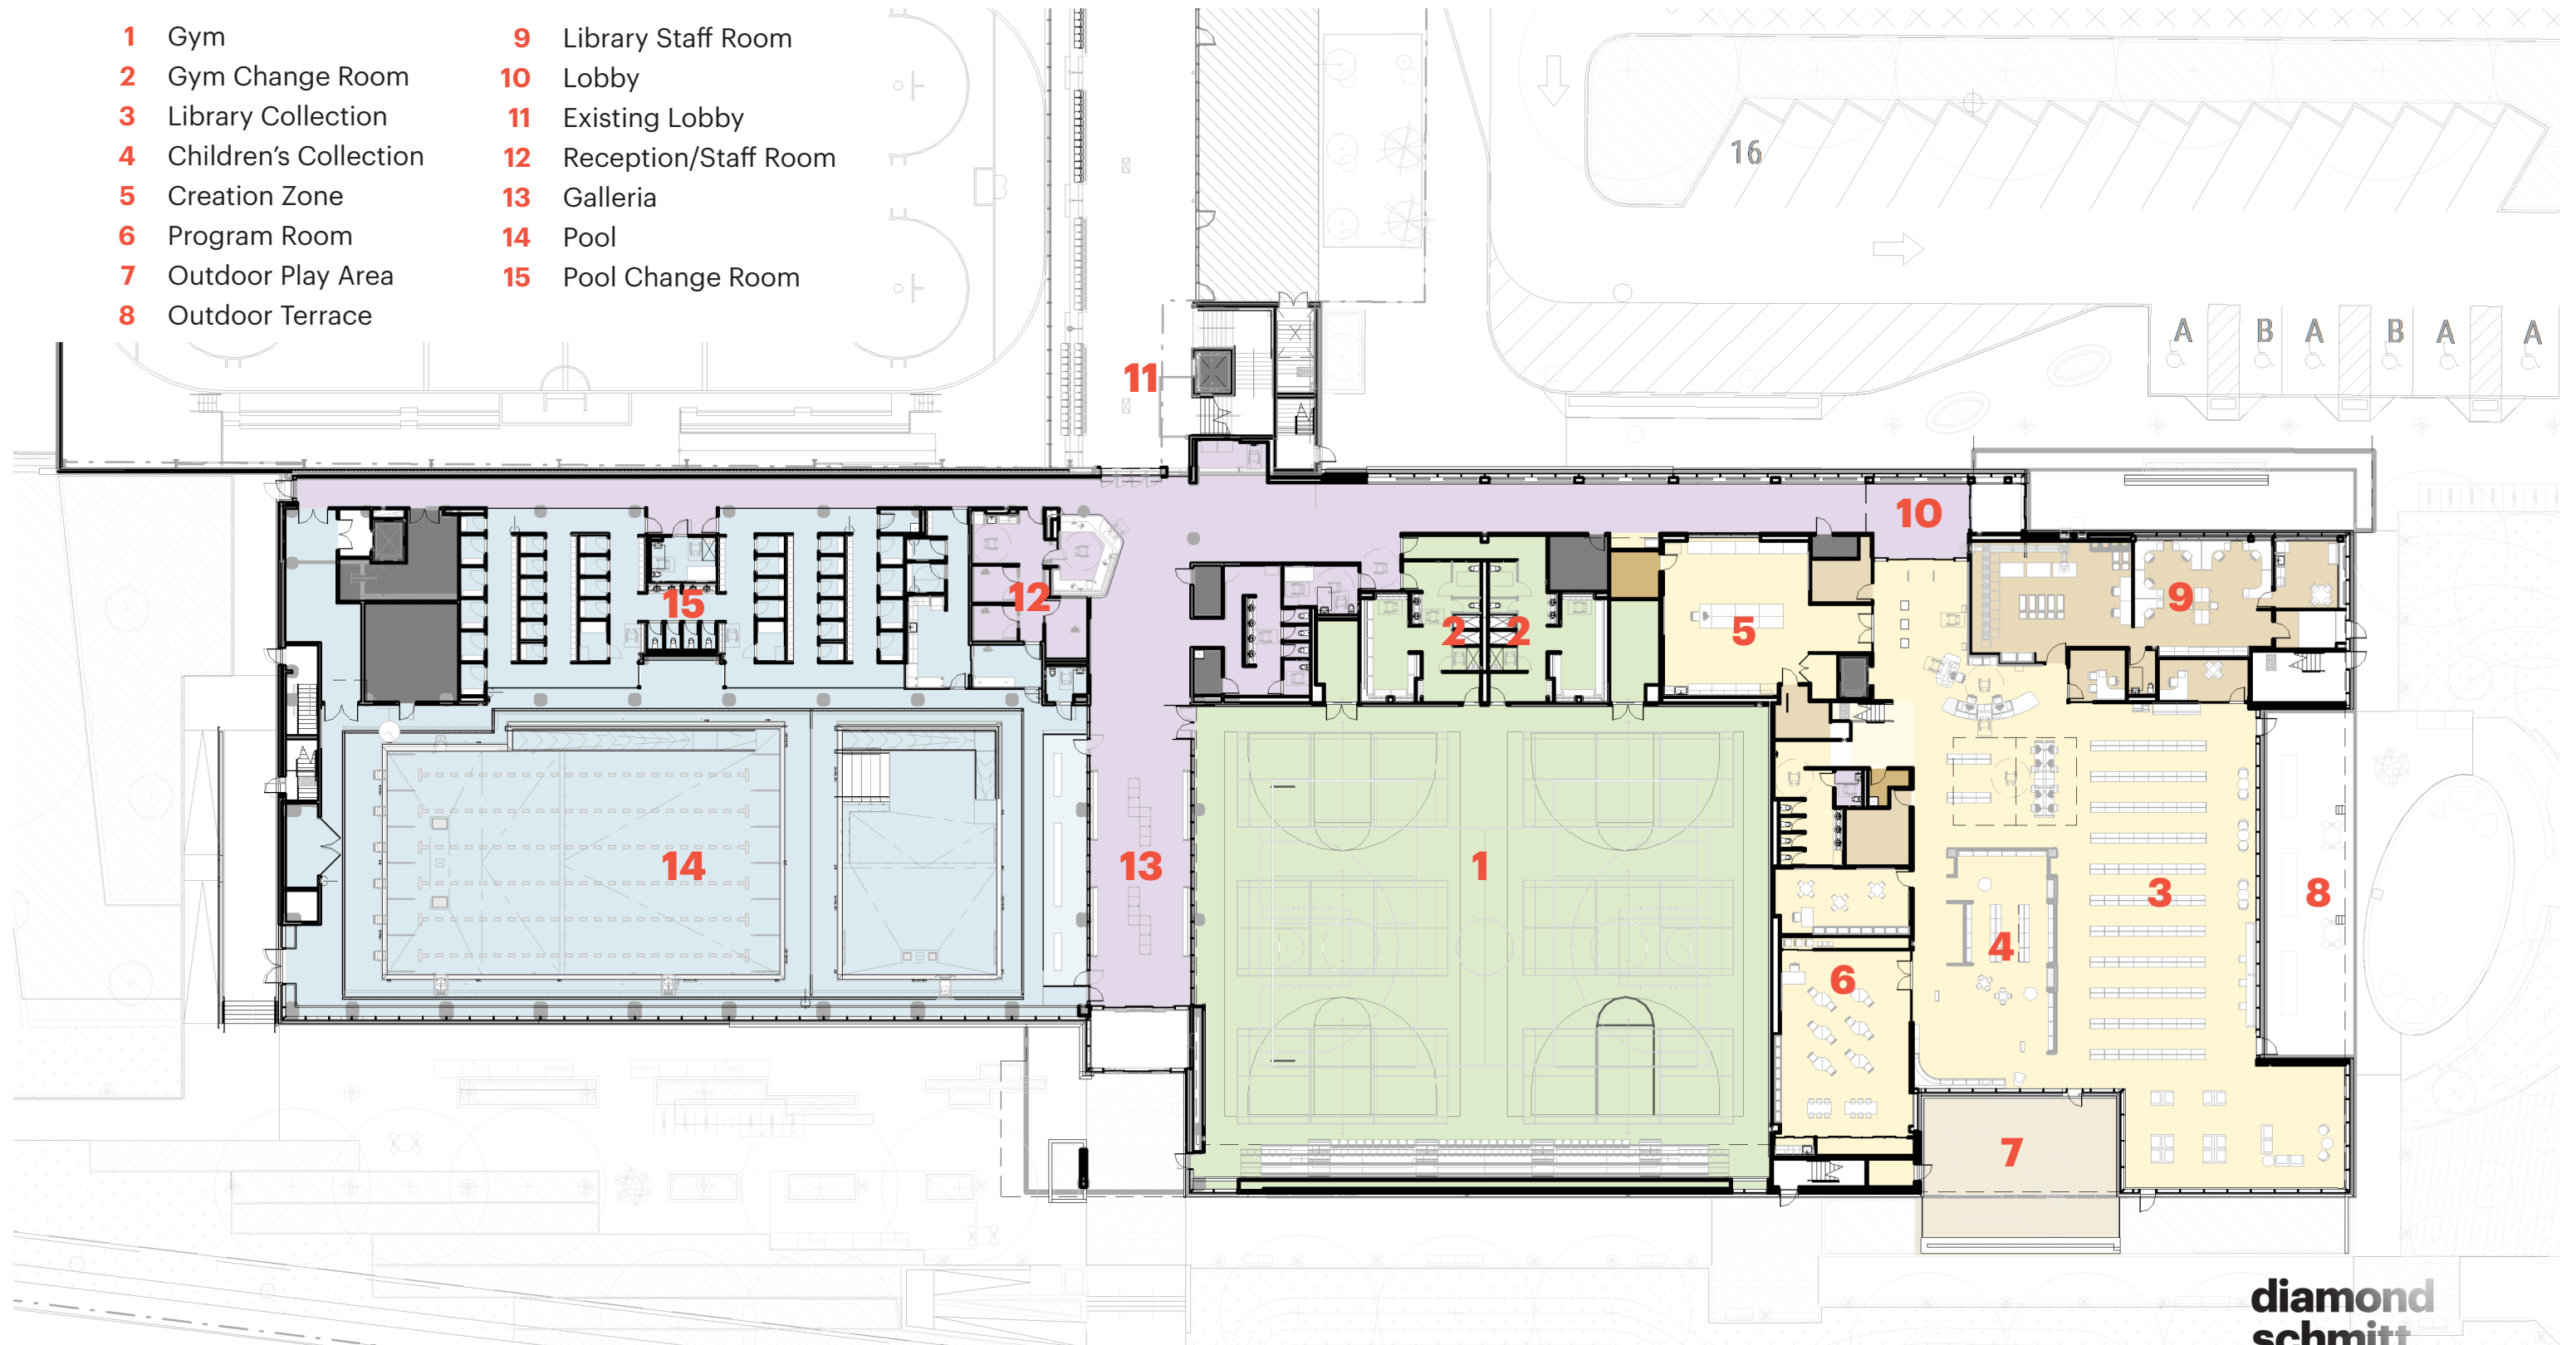 1 Gym
2 Gym Change Room
3 Library Collection
4 Children’s Collection
5 Creation Zone
6 Program Room
7 Outdoor Play Area
8 Outdoor Terrace
9 Library Staff Room
10 Lobby
11 Existing Lobby
12 Reception/Staff Room
13 Galleria
14 Pool
15 Pool Change Room
16
A B A B A A
11
10
15 12 2 2 5 9
14 13 1 3 8
4
6
7
diamond
schmitt